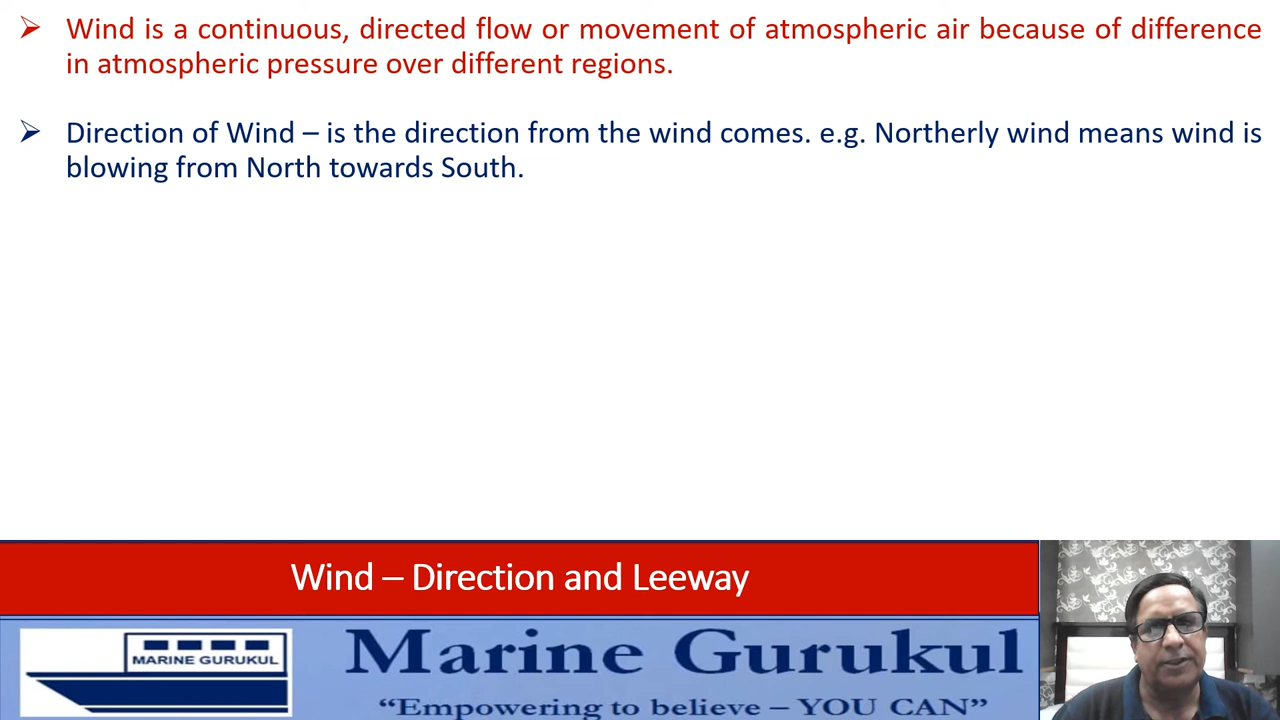 Wind is a continuous, directed flow or movement of atmospheric air because of difference
in atmospheric pressure over different regions.
Direction of Wind – is the direction from the wind comes. e.g. Northerly wind means wind is
blowing from North towards South.
Wind – Direction and Leeway
MARINE GURUKUL
Marine Gurukul
“Empowering to believe – YOU CAN”